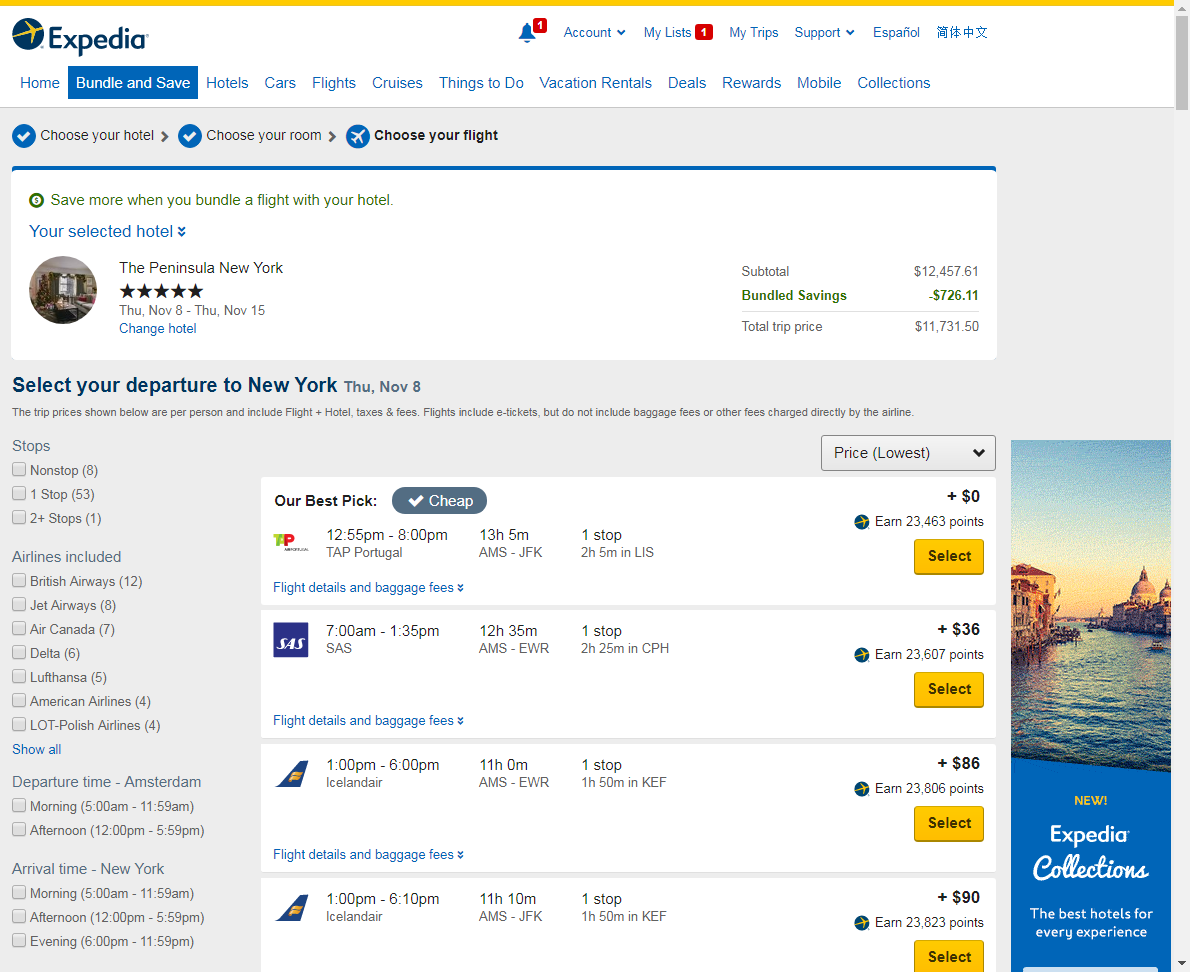 Expedia
1
Account
My Lists 1
My Trips
Support
Español
简体中文
Home
Bundle and Save
Hotels
Cars
Flights
Cruises
Things to Do
Vacation Rentals
Deals
Rewards
Mobile
Collections
Choose your hotel
Choose your room
Choose your flight
Save more when you bundle a flight with your hotel.
Your selected hotel
The Peninsula New York
Thu, Nov 8 - Thu, Nov 15
Change hotel
Subtotal $12,457.61
Bundled Savings -$726.11
Total trip price $11,731.50
Select your departure to New York Thu, Nov 8
The trip prices shown below are per person and include Flight + Hotel, taxes & fees. Flights include e-tickets, but do not include baggage fees or other fees charged directly by the airline.
Stops
Nonstop (8)
1 Stop (53)
2+ Stops (1)
Airlines included
British Airways (12)
Jet Airways (8)
Air Canada (7)
Delta (6)
Lufthansa (5)
American Airlines (4)
LOT-Polish Airlines (4)
Show all
Departure time - Amsterdam
Morning (5:00am - 11:59am)
Afternoon (12:00pm - 5:59pm)
Arrival time - New York
Morning (5:00am - 11:59am)
Afternoon (12:00pm - 5:59pm)
Evening (6:00pm - 11:59pm)
Price (Lowest)
Our Best Pick: Cheap
+ $0
Earn 23,463 points
TAP
12:55pm - 8:00pm 13h 5m 1 stop
TAP Portugal AMS - JFK 2h 5m in LIS
Select
Flight details and baggage fees
+ $36
SAS
7:00am - 1:35pm 12h 35m 1 stop
SAS AMS - EWR 2h 25m in CPH
Earn 23,607 points
Select
Flight details and baggage fees
+ $86
1:00pm - 6:00pm 11h 0m 1 stop
Icelandair AMS - EWR 1h 50m in KEF
Earn 23,806 points
Select
Flight details and baggage fees
+ $90
1:00pm - 6:10pm 11h 10m 1 stop
Icelandair AMS - JFK 1h 50m in KEF
Earn 23,823 points
Select
NEW!
Expedia
Collections
The best hotels for
every experience